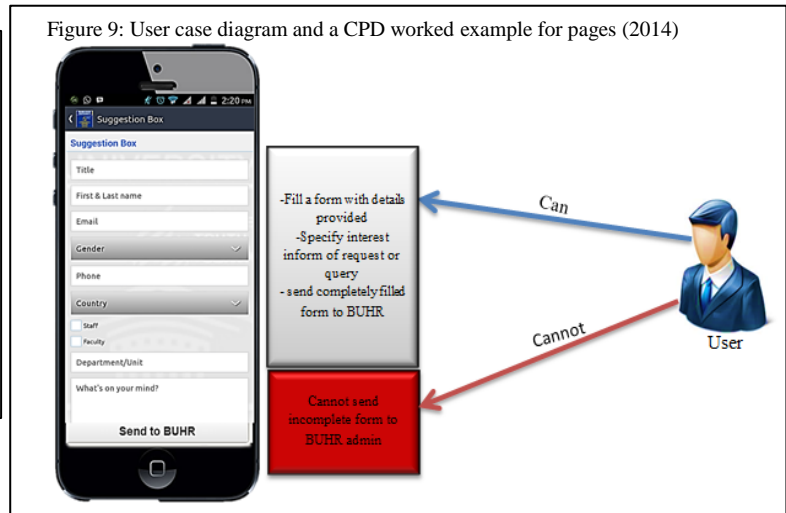 Figure 9: User case diagram and a CPD worked example for pages (2014)
2:20 PM
Suggestion Box
Suggestion Box
Title
First & Last name
Email
Gender
Phone
Country
Staff
Faculty
Department/Unit
What's on your mind?
Send to BUHR
-Fill a form with details
provided
-Specify interest
inform of request or
query
- send completely filled
form to BUHR
Cannot send
incomplete form to
BUHR admin
Can
Cannot
User